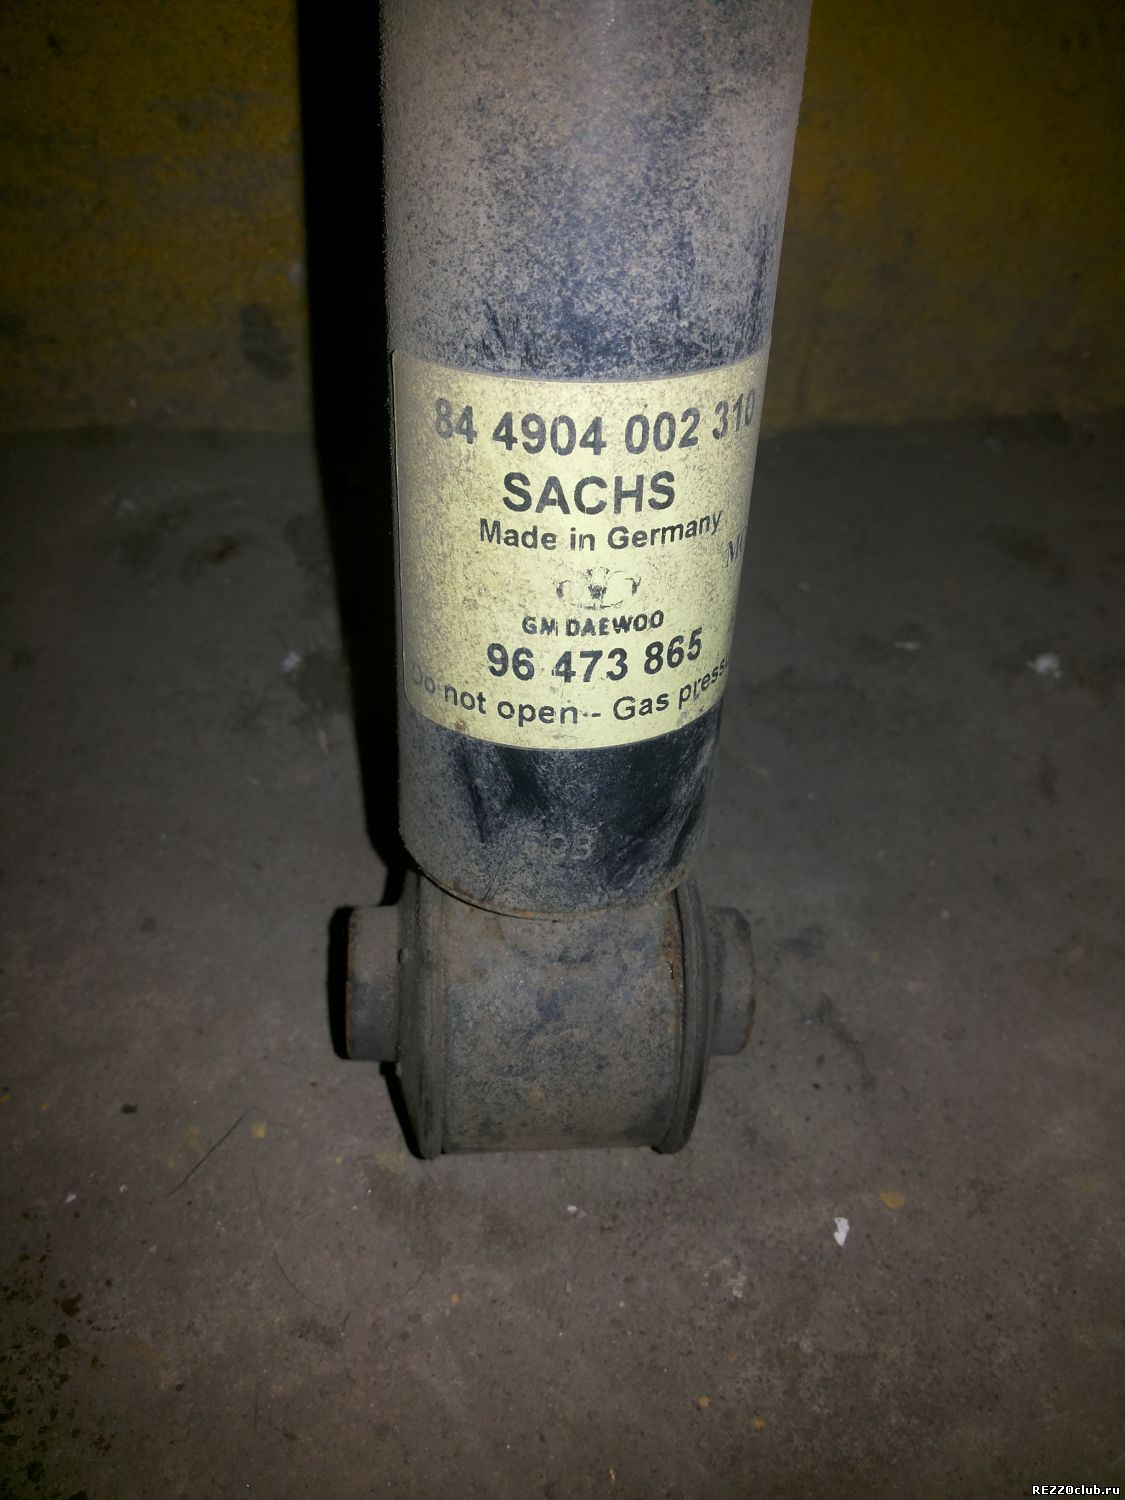 84 4904 002 310
SACHS
Made in Germany
GM DAEWOO
96 473 865
Do not open - Gas
REZZOclub.ru